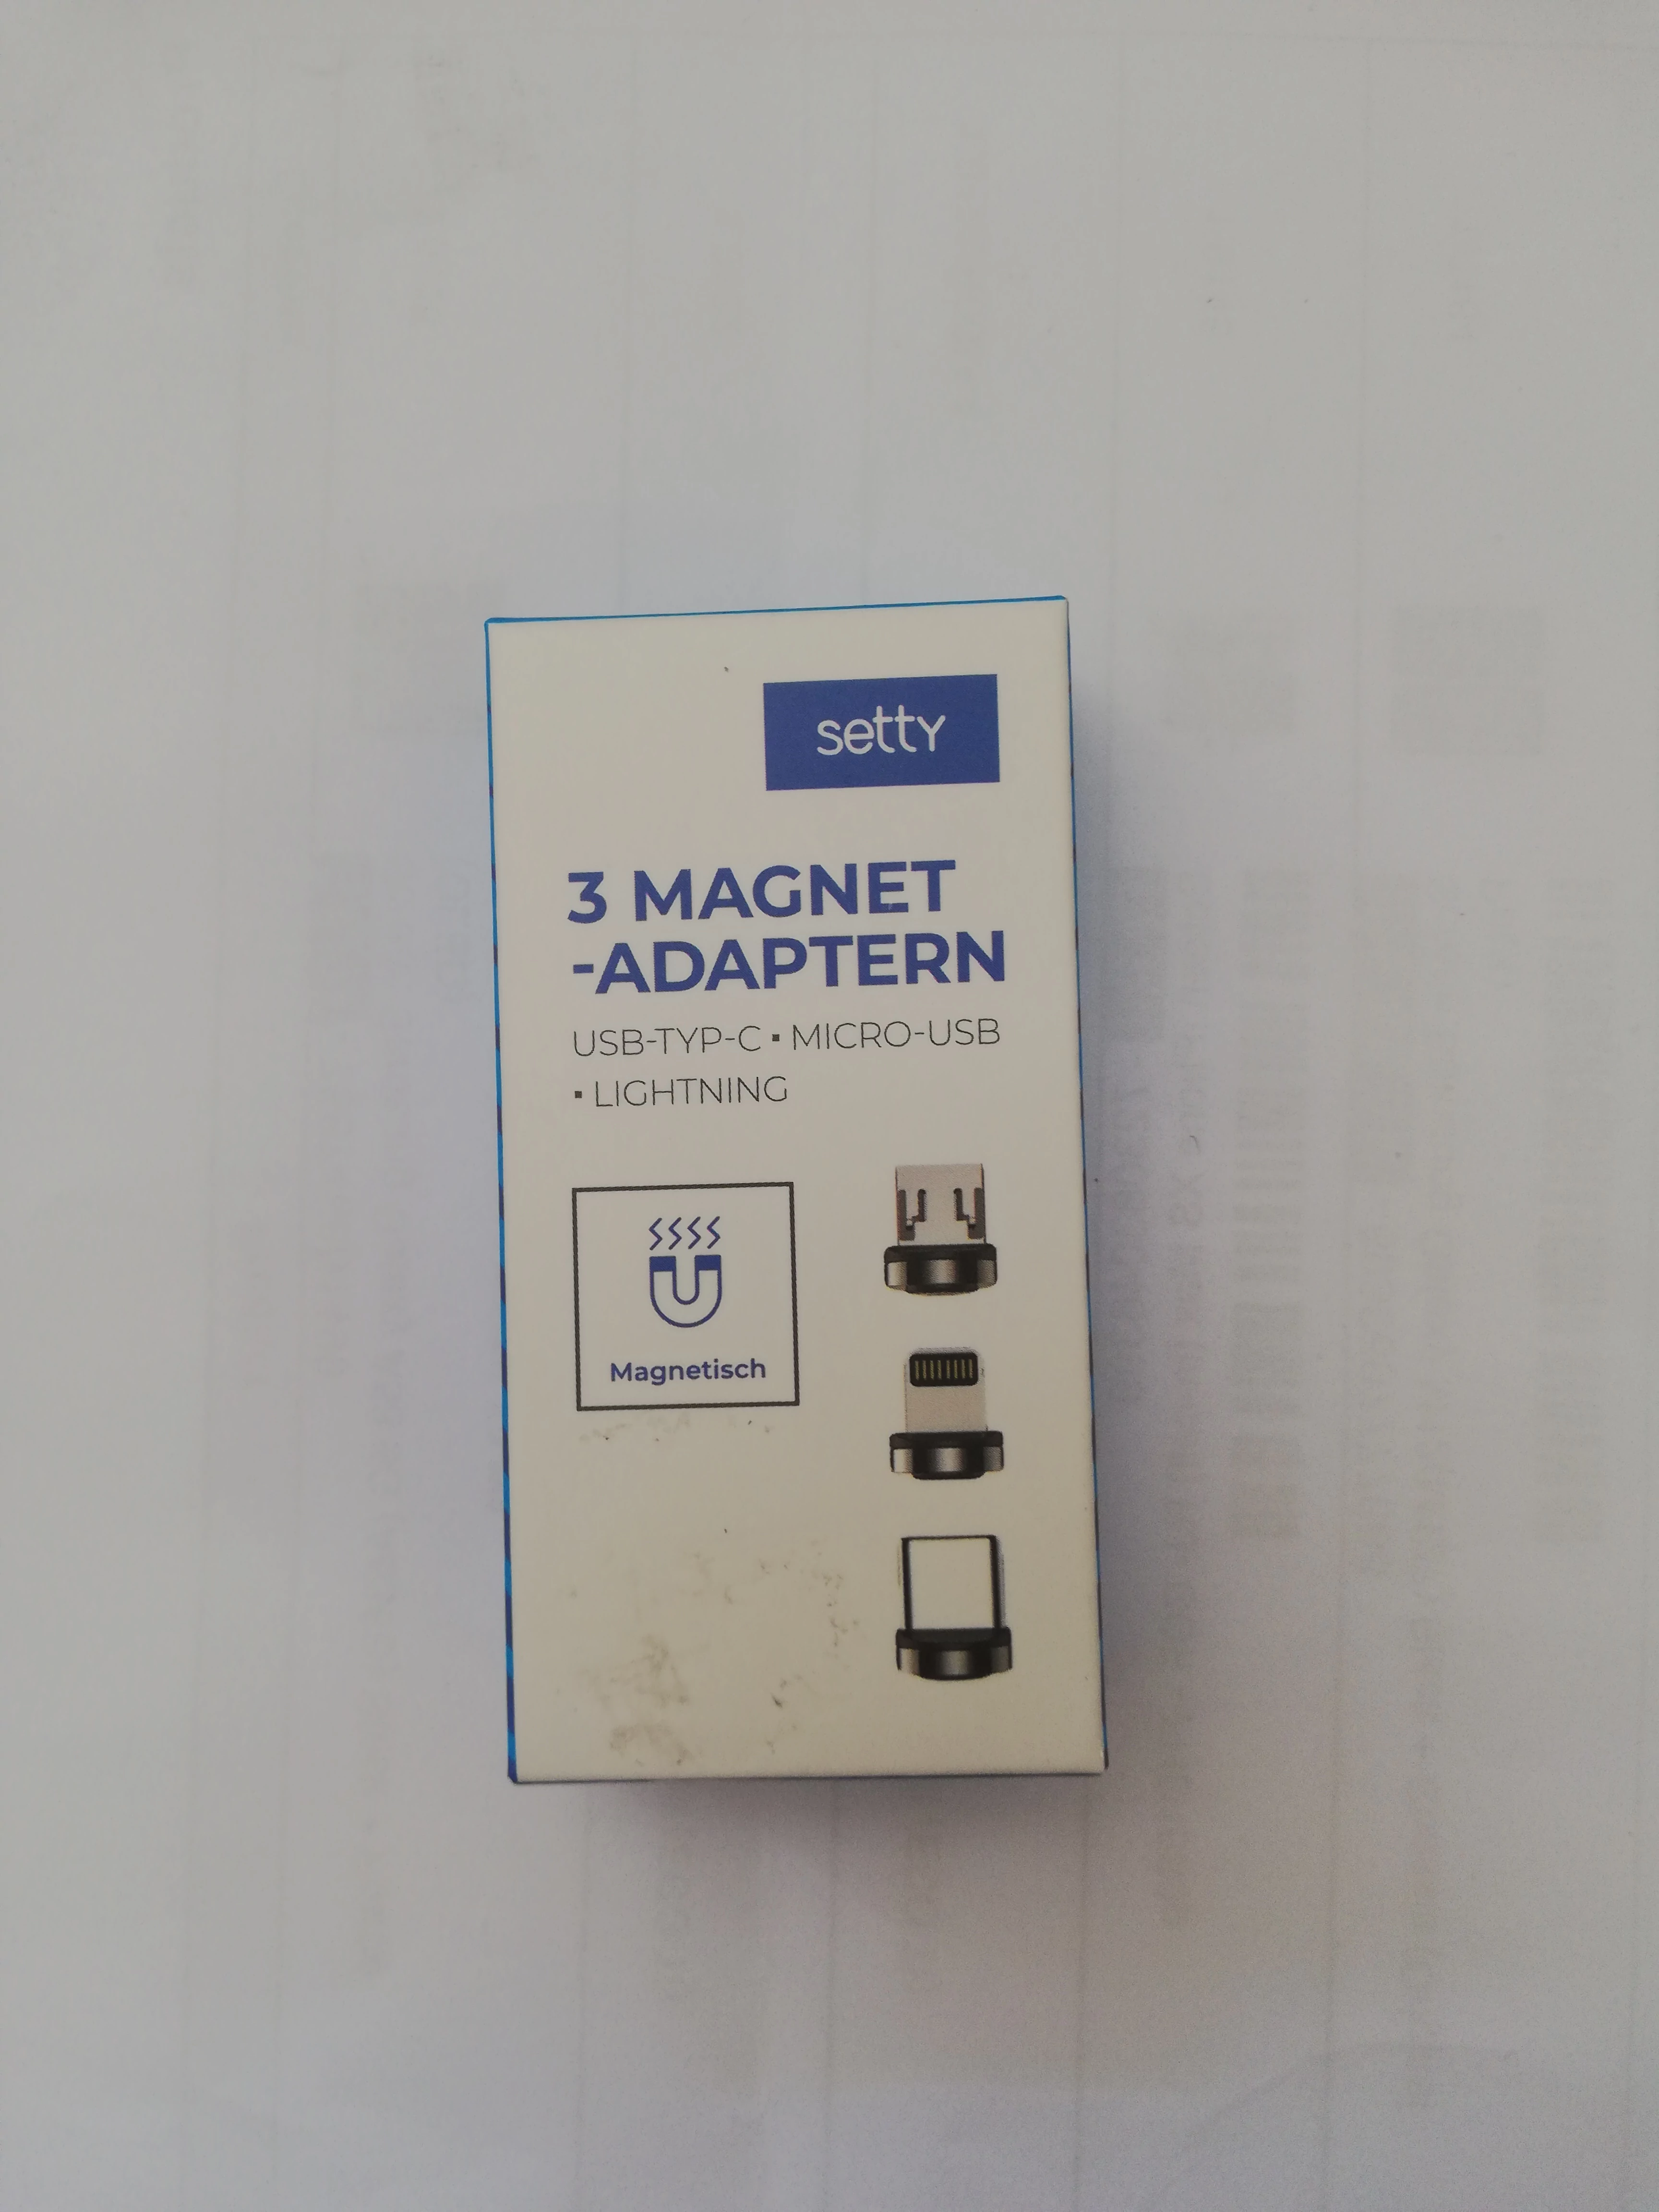 setty
3 MAGNET
-ADAPTERN
USB-TYP-C ▪ MICRO-USB
▪ LIGHTNING
Magnetisch